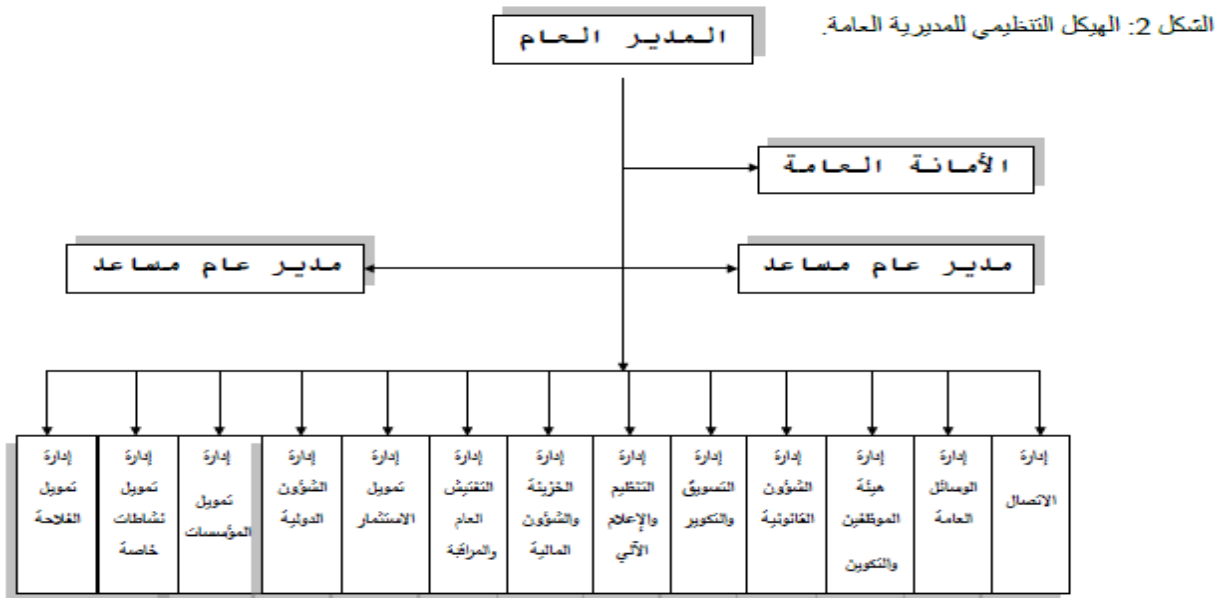 الشكل 2: الهيكل التنظيمي للمديرية العامة.
المدير العام
الأمانة العامة
مدير عام مساعد
مدير عام مساعد
إدارة
الاتصال
إدارة
الوسائل
العامة
إدارة
هيئة
الموظفين
والتكوين
إدارة
الشؤون
القانونية
إدارة
التسويق
والتكوير
إدارة
التنظيم
والإعلام
الآلي
إدارة
الخزينة
والشؤون
المالية
إدارة
التفتيش
العام
والمراقبة
إدارة
تمويل
الاستثمار
إدارة
الشؤون
الدولية
إدارة
تمويل
المؤسسات
إدارة
تمويل
نشاطات
خاصة
إدارة
تمويل
الفلاحة